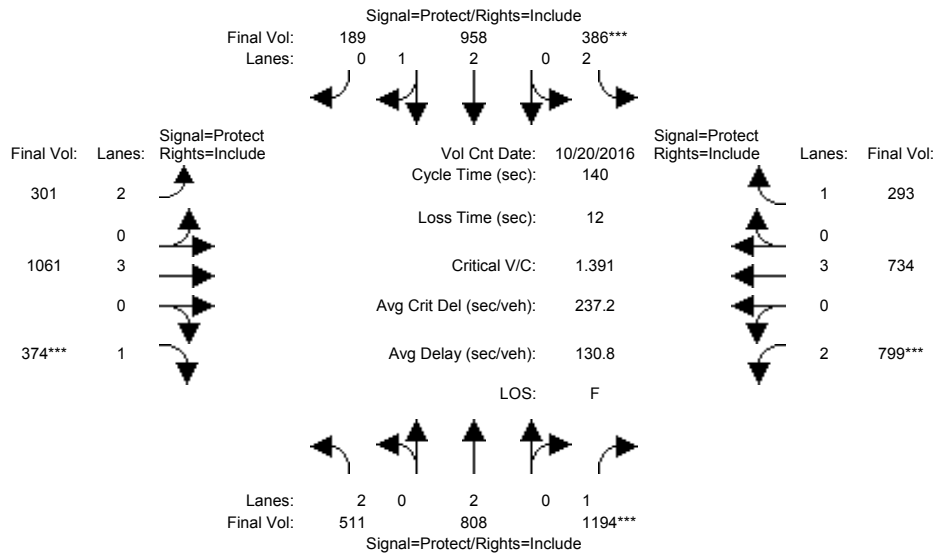 Signal=Protect/Rights=Include
Final Vol: 189 958 386***
Lanes: 0 1 2 0 2
Signal=Protect Signal=Protect
Final Vol: Lanes: Rights=Include Vol Cnt Date: 10/20/2016 Rights=Include Lanes: Final Vol:
Cycle Time (sec): 140
301 2 1 293
Loss Time (sec): 12
0 0
1061 3 Critical V/C: 1.391 3 734
0 Avg Crit Del (sec/veh): 237.2 0
374*** 1 Avg Delay (sec/veh): 130.8 2 799***
LOS: F
Lanes: 2 0 2 0 1
Final Vol: 511 808 1194***
Signal=Protect/Rights=Include